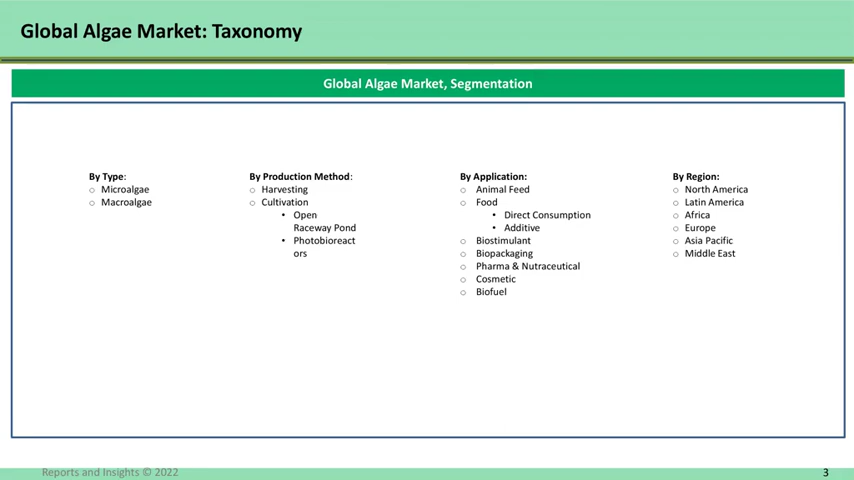 Global Algae Market: Taxonomy
Global Algae Market, Segmentation
By Type:
○ Microalgae
○ Macroalgae
By Production Method:
○ Harvesting
○ Cultivation
• Open
Raceway Pond
• Photobioreact
ors
By Application:
○ Animal Feed
○ Food
• Direct Consumption
• Additive
○ Biostimulant
○ Biopackaging
○ Pharma & Nutraceutical
○ Cosmetic
○ Biofuel
By Region:
○ North America
○ Latin America
○ Africa
○ Europe
○ Asia Pacific
○ Middle East
Reports and Insights © 2022
3